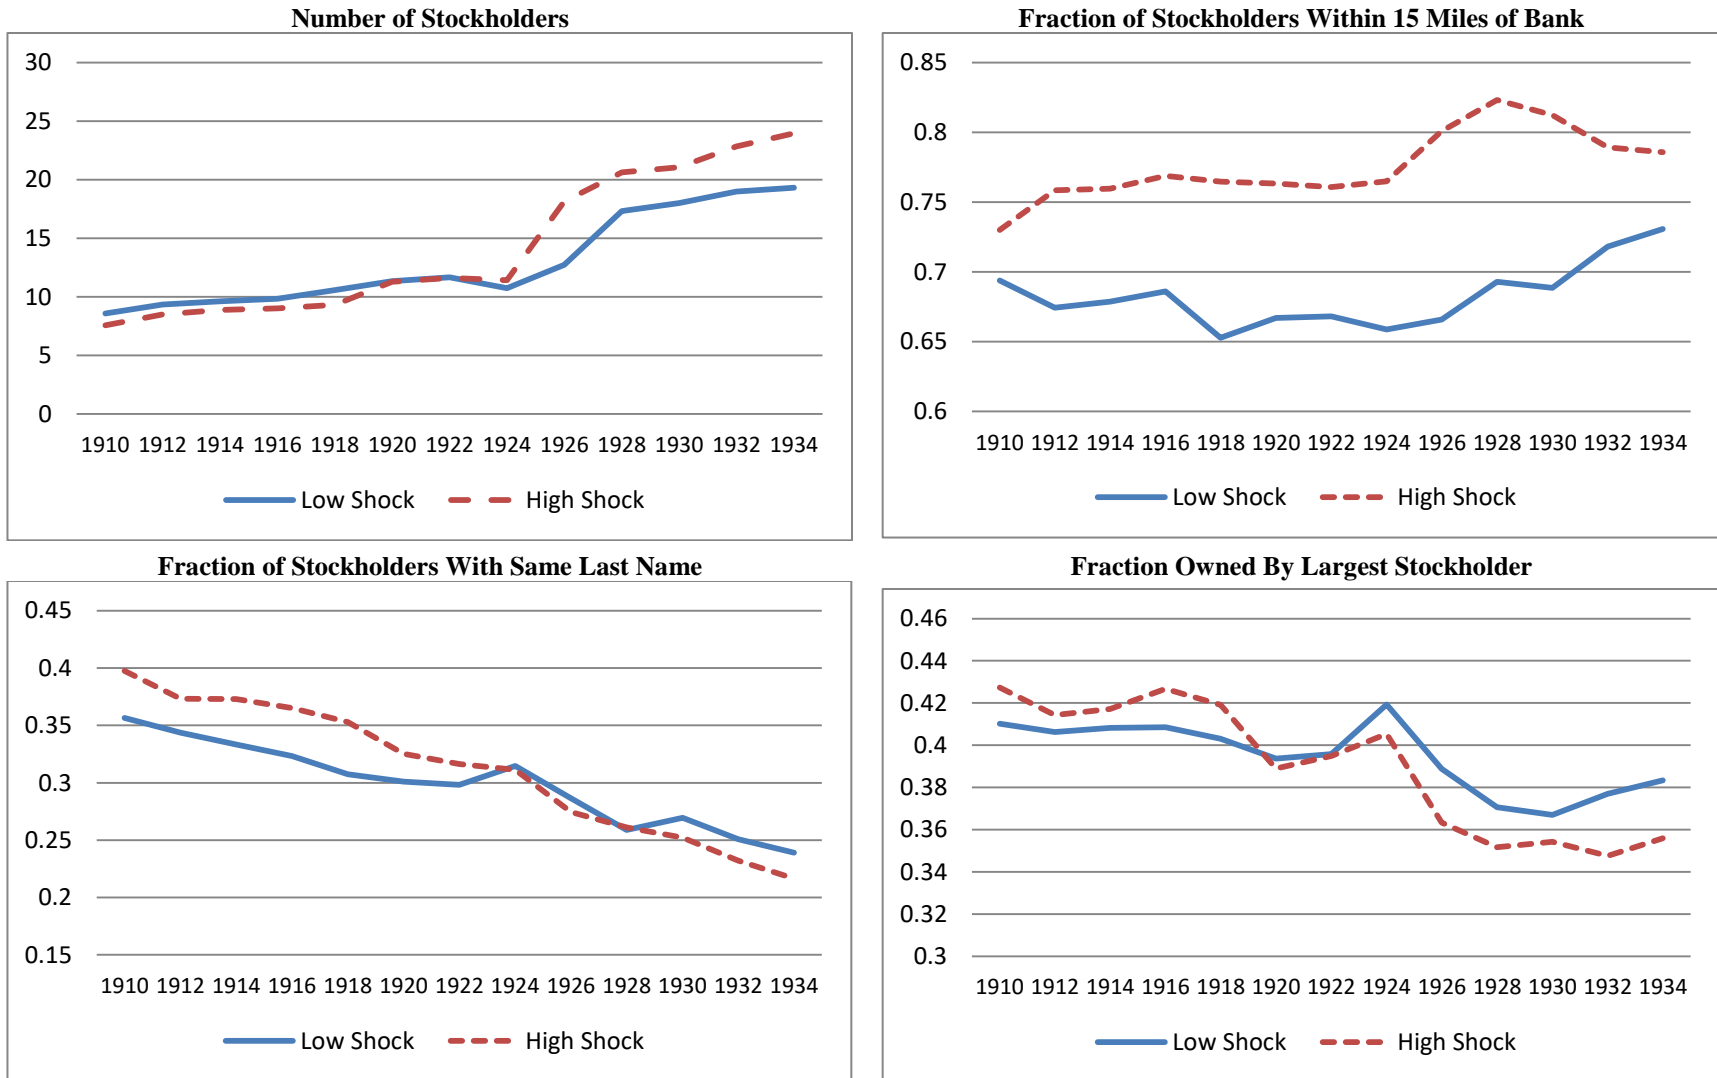 Number of Stockholders
30
25
20
15
10
5
0
1910 1912 1914 1916 1918 1920 1922 1924 1926 1928 1930 1932 1934
Low Shock High Shock
Fraction of Stockholders Within 15 Miles of Bank
0.85
0.8
0.75
0.7
0.65
0.6
1910 1912 1914 1916 1918 1920 1922 1924 1926 1928 1930 1932 1934
Low Shock High Shock
Fraction of Stockholders With Same Last Name
0.45
0.4
0.35
0.3
0.25
0.2
0.15
1910 1912 1914 1916 1918 1920 1922 1924 1926 1928 1930 1932 1934
Low Shock High Shock
Fraction Owned By Largest Stockholder
0.46
0.44
0.42
0.4
0.38
0.36
0.34
0.32
0.3
1910 1912 1914 1916 1918 1920 1922 1924 1926 1928 1930 1932 1934
Low Shock High Shock